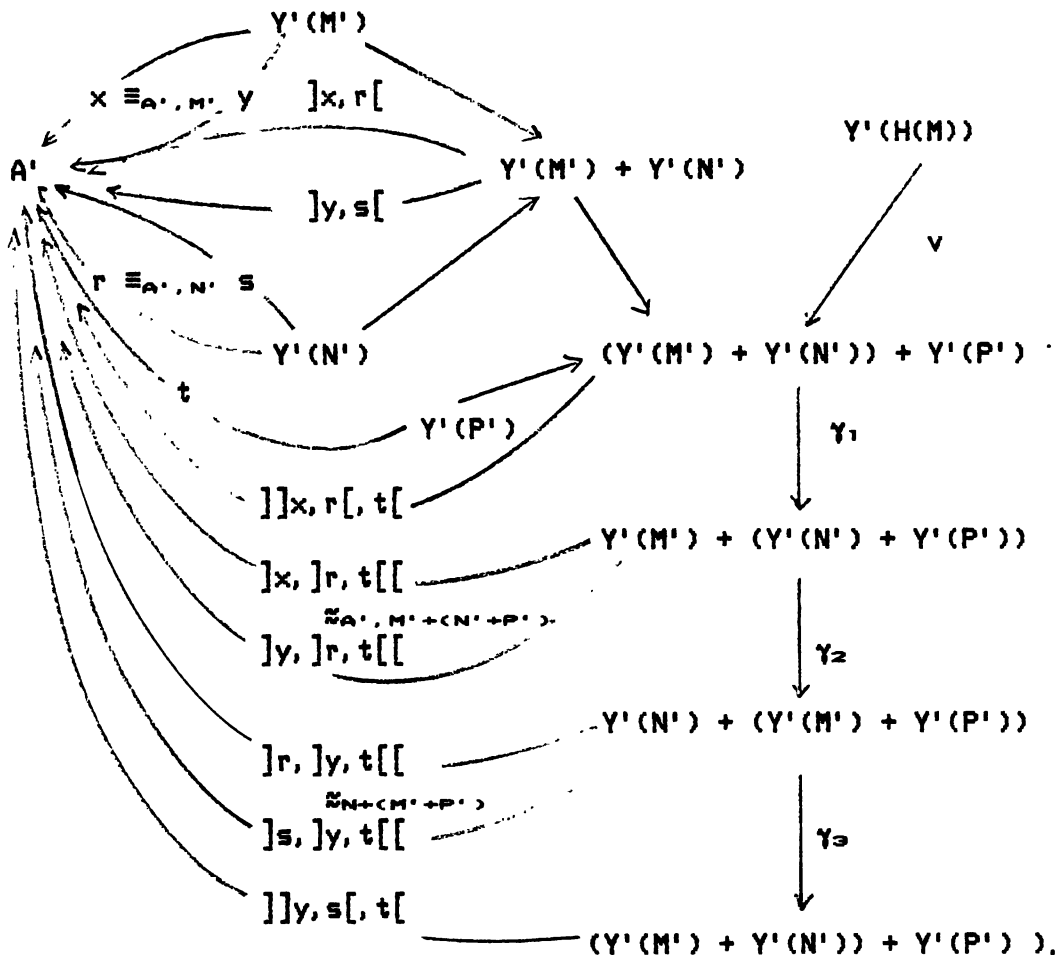 Y'(M')
x ≡A',M' y ]x,r[
Y'(H(M))
A' Y'(M') + Y'(N')
]y,s[
v
r ≡A',N' s
Y'(N') (Y'(M') + Y'(N')) + Y'(P')
t
Y'(P') γ1
]]x,r[,t[
Y'(M') + (Y'(N') + Y'(P'))
]x,]r,t[[
≈A',M'+(N'+P')
]y,]r,t[[ γ2
Y'(N') + (Y'(M') + Y'(P'))
]r,]y,t[[
≈N+(M'+P')
]s,]y,t[[ γ3
]]y,s[,t[
(Y'(M') + Y'(N')) + Y'(P') ).